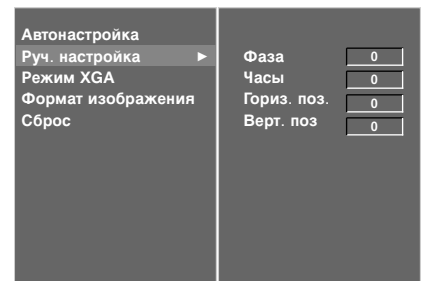 Автонастройка
Руч. настройка ►
Режим XGA
Формат изображения
Сброс
Фаза 0
Часы 0
Гориз. поз. 0
Верт. поз 0